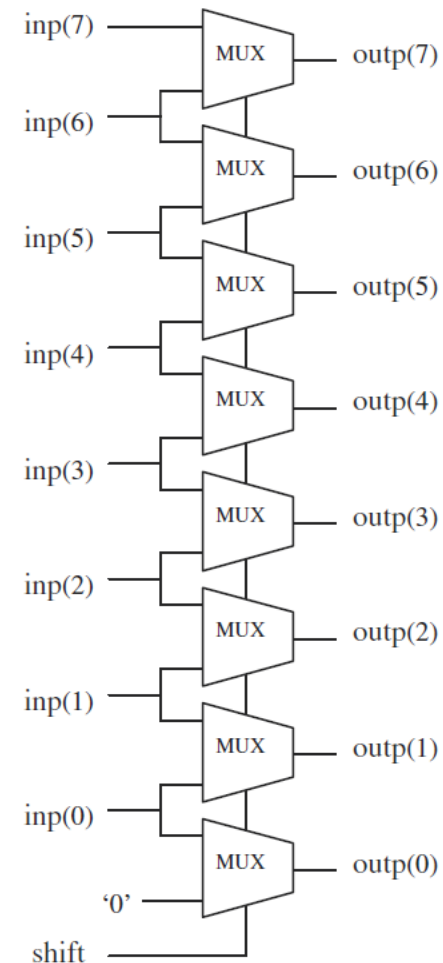 inp(7)
MUX
outp(7)
inp(6)
MUX
outp(6)
inp(5)
MUX
outp(5)
inp(4)
MUX
outp(4)
inp(3)
MUX
outp(3)
inp(2)
MUX
outp(2)
inp(1)
MUX
outp(1)
inp(0)
MUX
outp(0)
‘0’
shift